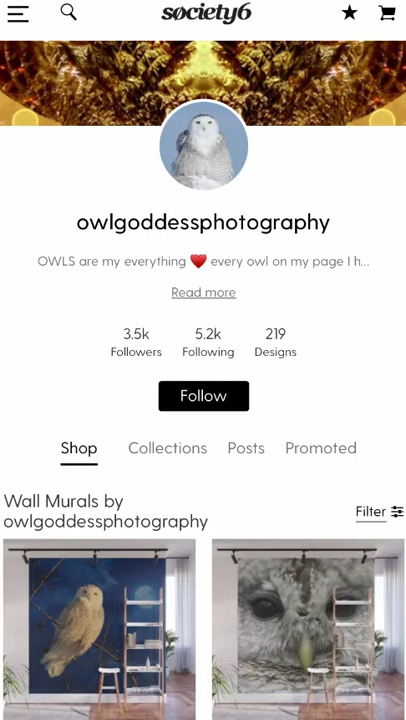 søciety6
owlgoddessphotography
OWLS are my everything ❤️ every owl on my page I h...
Read more
3.5k 5.2k 219
Followers Following Designs
Follow
Shop Collections Posts Promoted
Wall Murals by
owlgoddessphotography
Filter